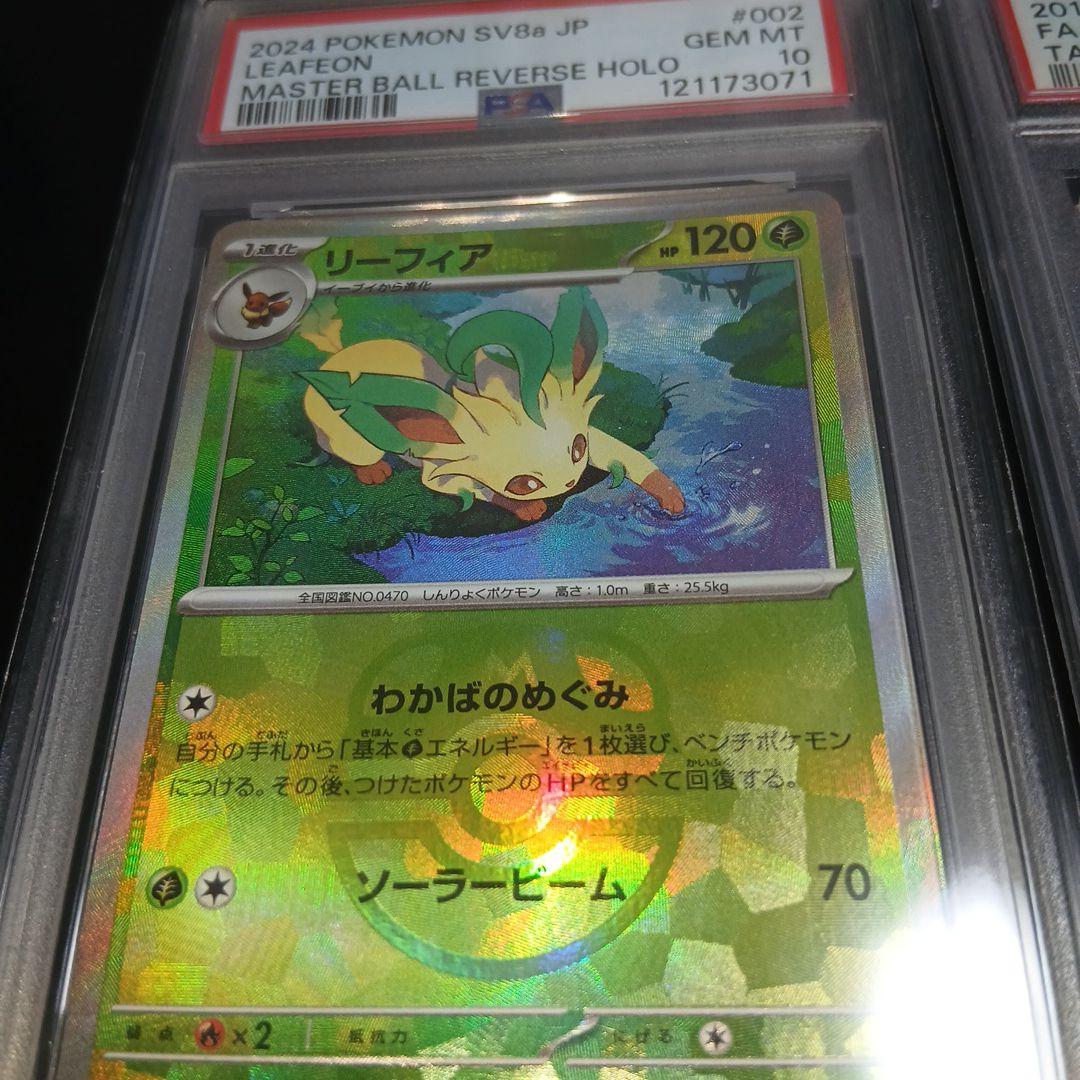 2024 POKEMON SV8a JP #002
LEAFEON GEM MT
MASTER BALL REVERSE HOLO 10
121173071
PSA
201
FA
TA
1進化
リーフィア
HP 120
イーブイから進化
全国図鑑NO.0470 しんりょくポケモン 高さ:1.0m 重さ:25.5kg
わかばのめぐみ
自分の手札から「基本エネルギー」を1枚選び、ベンチポケモン
につける。その後、つけたポケモンのHPをすべて回復する。
ソーラービーム 70
弱点 ×2 抵抗力 にげる